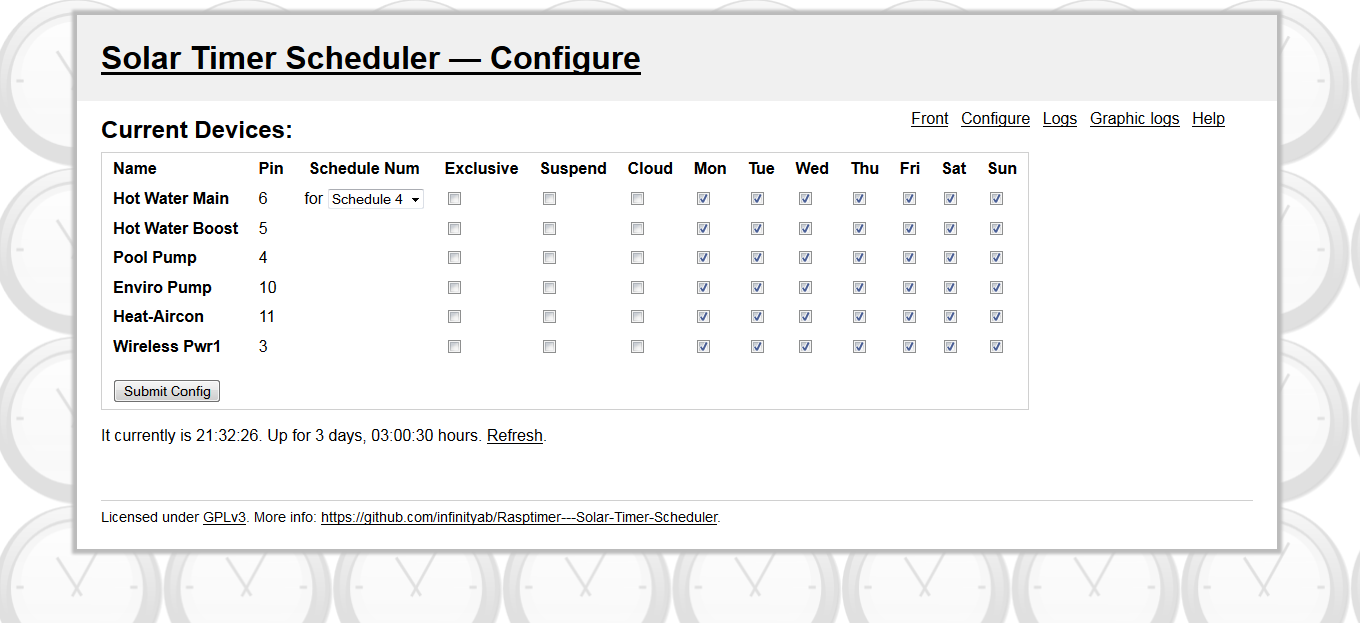 Solar Timer Scheduler — Configure
Front Configure Logs Graphic logs Help
Current Devices:
Name Pin Schedule Num Exclusive Suspend Cloud Mon Tue Wed Thu Fri Sat Sun
Hot Water Main 6 for Schedule 4
Hot Water Boost 5
Pool Pump 4
Enviro Pump 10
Heat-Aircon 11
Wireless Pwr1 3
Submit Config
It currently is 21:32:26. Up for 3 days, 03:00:30 hours. Refresh.
Licensed under GPLv3. More info: https://github.com/infinityab/Rasptimer---Solar-Timer-Scheduler.